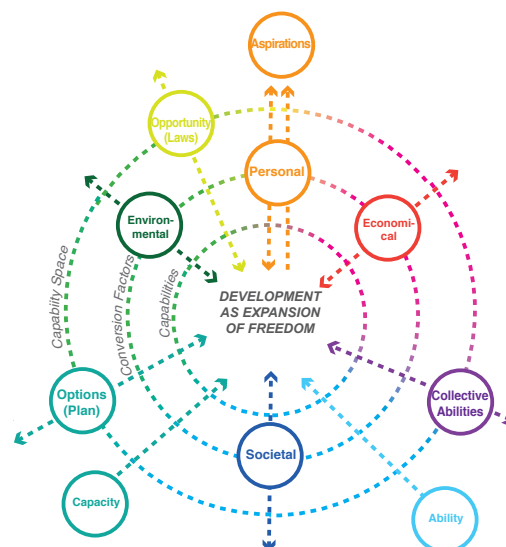 Aspirations
Opportunity
(Laws)
Personal
Environ-
mental
Economi-
cal
Capability Space
Conversion Factors
Capabilities
DEVELOPMENT
AS EXPANSION
OF FREEDOM
Options
(Plan)
Collective
Abilities
Societal
Capacity
Ability